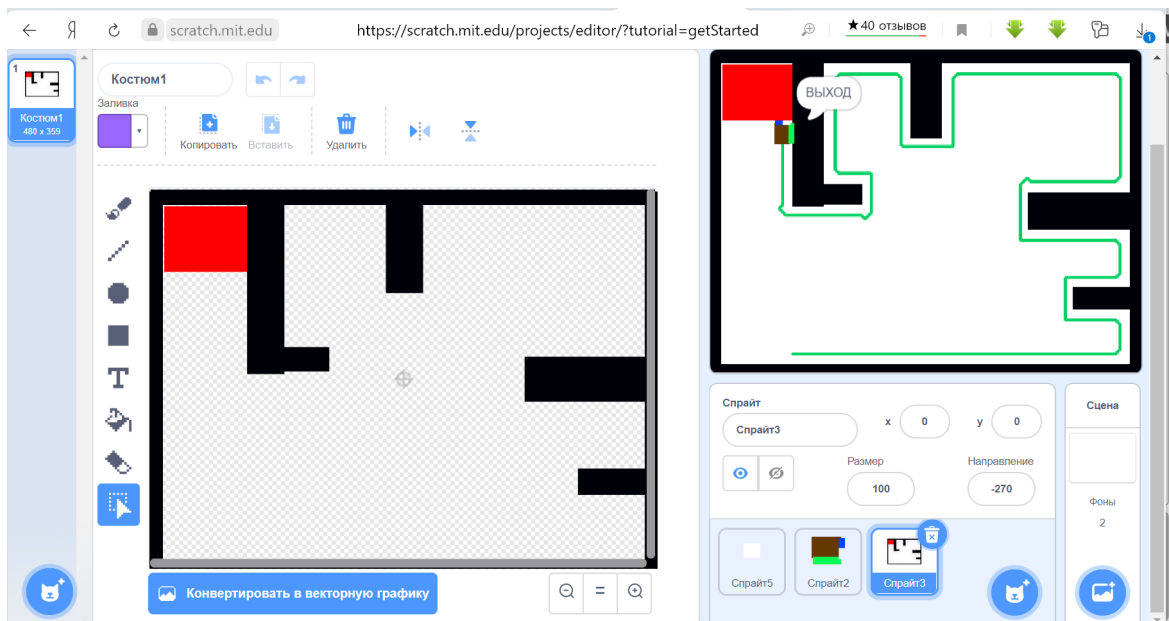 Я
scratch.mit.edu
https://scratch.mit.edu/projects/editor/?tutorial=getStarted
★40 отзывов
1
1
Костюм1
480 x 359
Костюм1
Заливка
Копировать
Вставить
Удалить
T
Конвертировать в векторную графику
ВЫХОД
Спрайт
Спрайт3
x
0
y
0
Размер
100
Направление
-270
Спрайт5
Спрайт2
Спрайт3
Сцена
Фоны
2